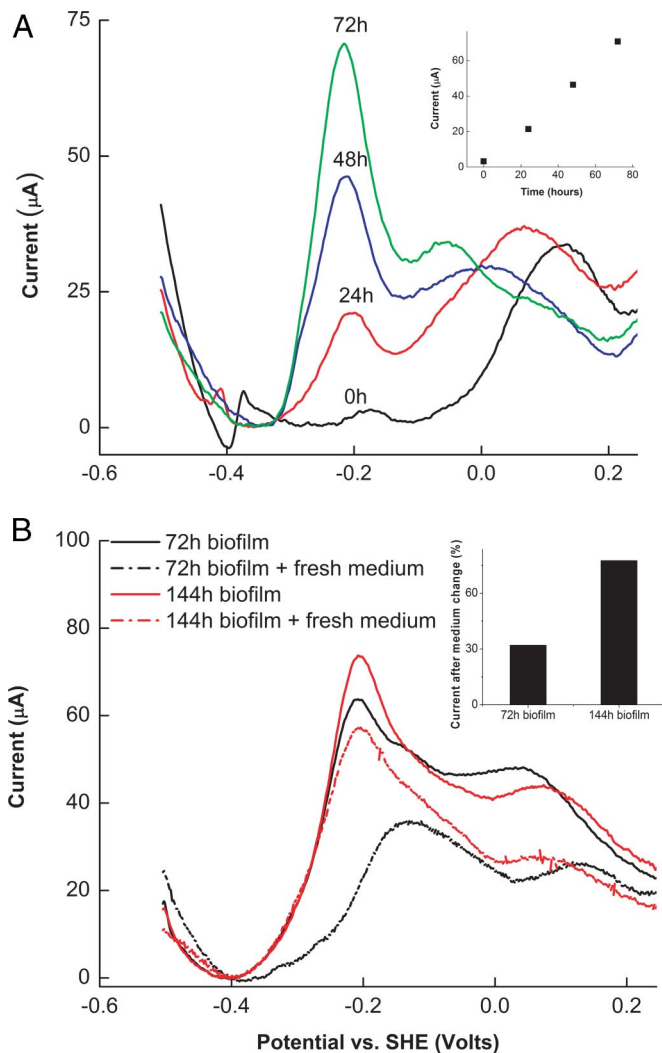 A
75
50
25
0
Current (µA)
-0.6
-0.4
-0.2
0.0
0.2
72h
48h
24h
0h
60
40
20
0
Current (µA)
0
20
40
60
80
Time (hours)
B
72h biofilm
72h biofilm + fresh medium
144h biofilm
144h biofilm + fresh medium
100
80
60
40
20
0
Current (µA)
-0.6
-0.4
-0.2
0.0
0.2
Potential vs. SHE (Volts)
60
30
0
Current after medium change (%)
72h biofilm
144h biofilm